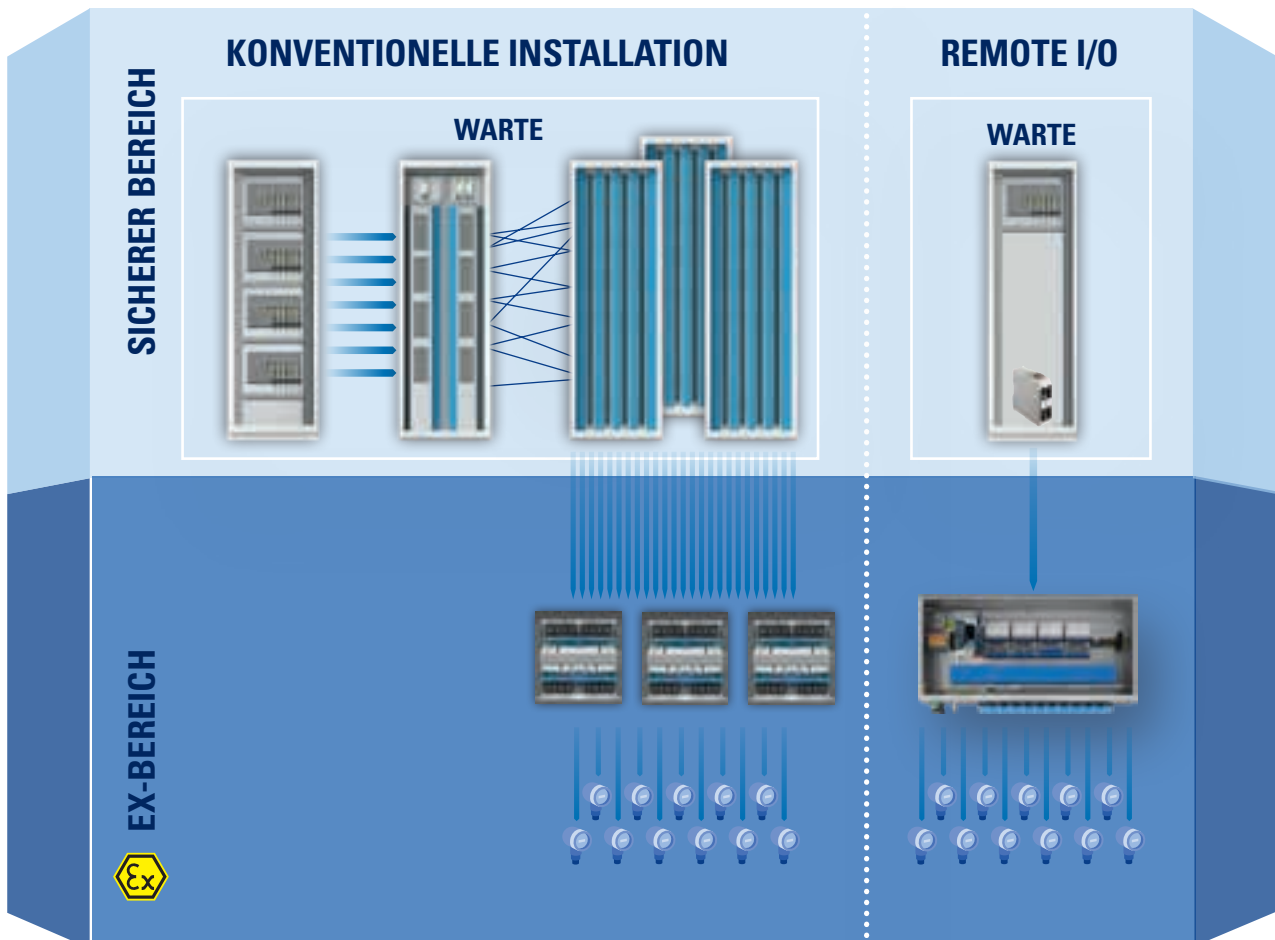 KONVENTIONELLE INSTALLATION
REMOTE I/O
WARTE
WARTE
SICHERER BEREICH
EX-BEREICH
Ex